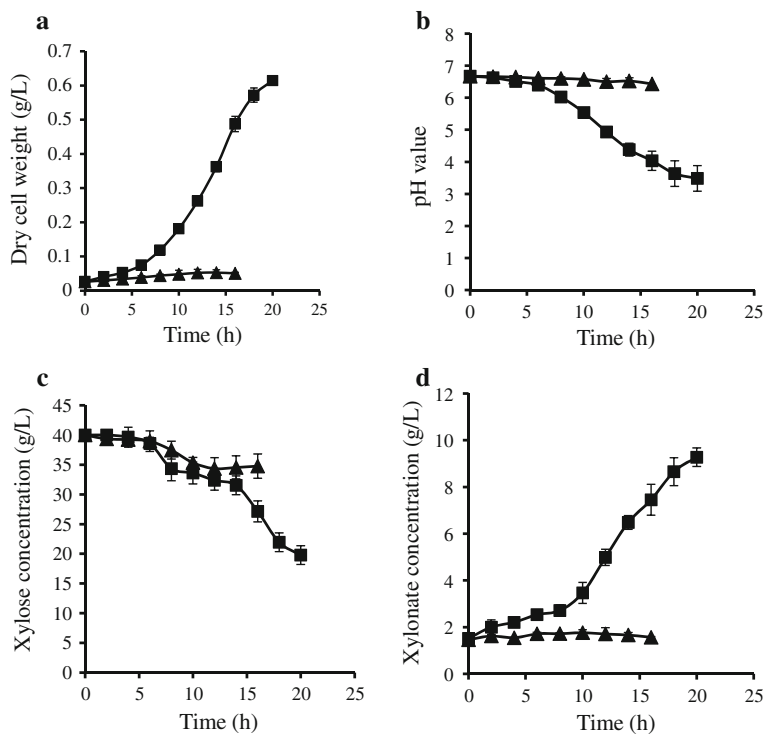 a
0.7
0.6
0.5
0.4
0.3
0.2
0.1
0
Dry cell weight (g/L)
0 5 10 15 20 25
Time (h)
b
8
7
6
5
4
3
2
1
0
pH value
0 5 10 15 20 25
Time (h)
c
45
40
35
30
25
20
15
10
5
0
Xylose concentration (g/L)
0 5 10 15 20 25
Time (h)
d
12
10
8
6
4
2
0
Xylonate concentration (g/L)
0 5 10 15 20 25
Time (h)